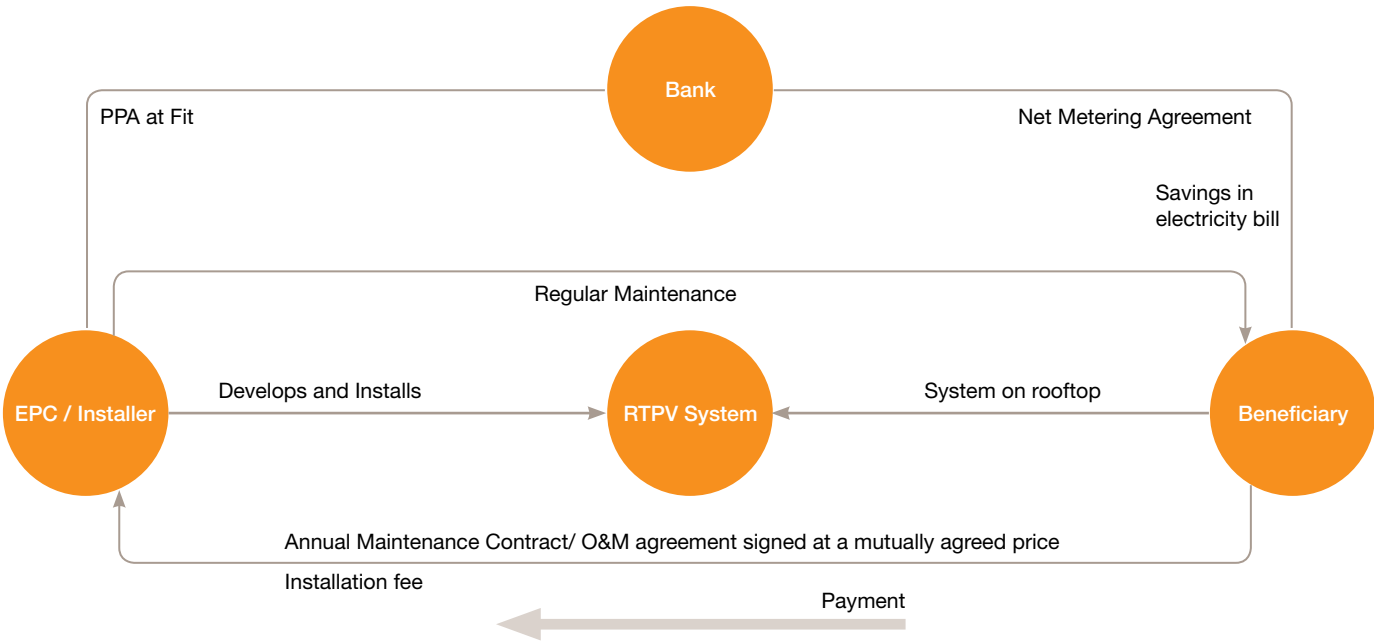 Bank
PPA at Fit
Net Metering Agreement
Savings in
electricity bill
Regular Maintenance
Develops and Installs
System on rooftop
EPC / Installer
RTPV System
Beneficiary
Annual Maintenance Contract/ O&M agreement signed at a mutually agreed price
Installation fee
Payment